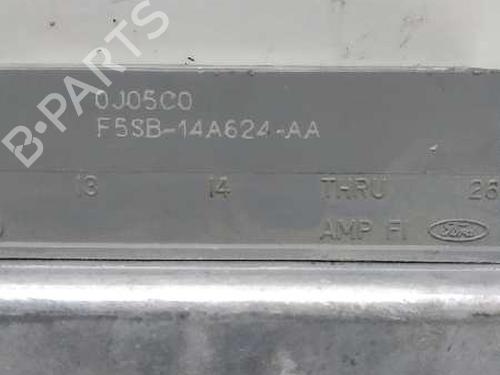 B-PARTS
0J05C0
F5SB-14A624-AA
13 14 THRU 26
AMP FI Ford